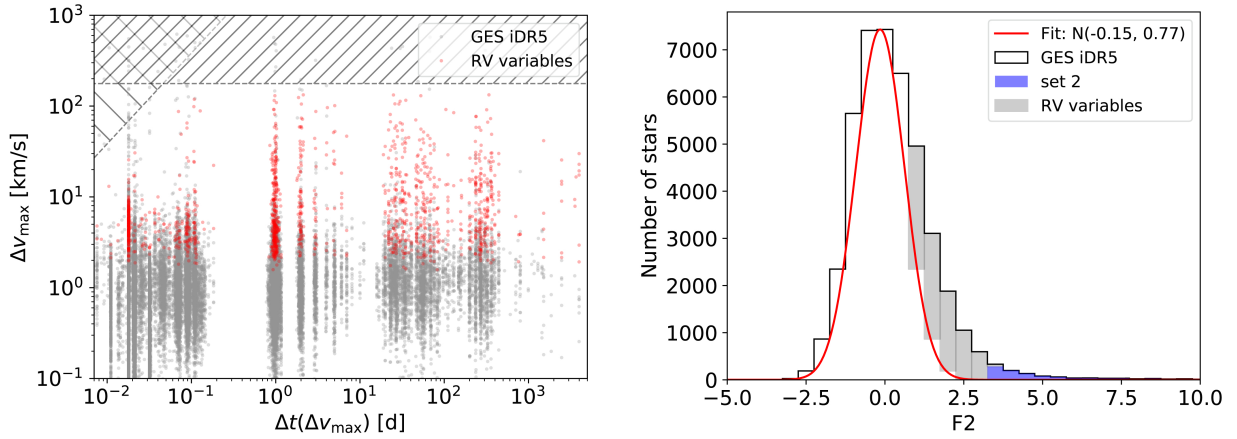 10³
10²
10¹
10⁰
10⁻¹
Δv_max [km/s]
GES iDR5
RV variables
10⁻² 10⁻¹ 10⁰ 10¹ 10² 10³
Δt(Δv_max) [d]
7000
6000
5000
4000
3000
2000
1000
0
Number of stars
Fit: N(-0.15, 0.77)
GES iDR5
set 2
RV variables
−5.0 −2.5 0.0 2.5 5.0 7.5 10.0
F2